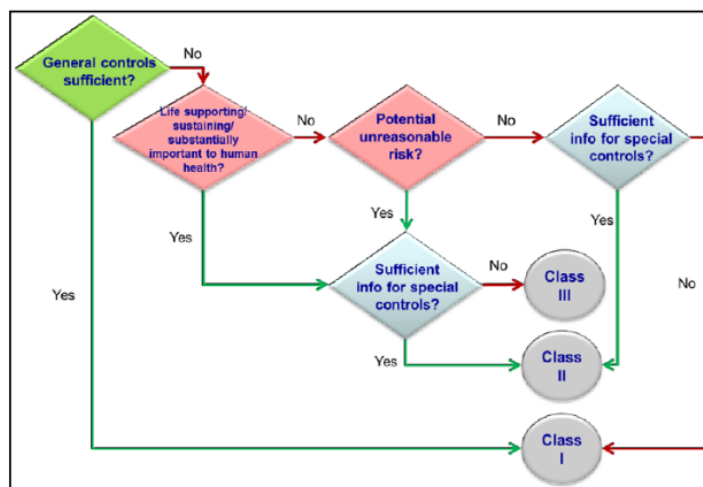 General controls
sufficient?
No
Life supporting/
sustaining/
substantially
important to human
health?
No
Potential
unreasonable
risk?
No
Sufficient
info for special
controls?
Yes
Yes
Yes
Sufficient
info for special
controls?
No
Class
III
No
Yes
Yes
Class
II
Class
I